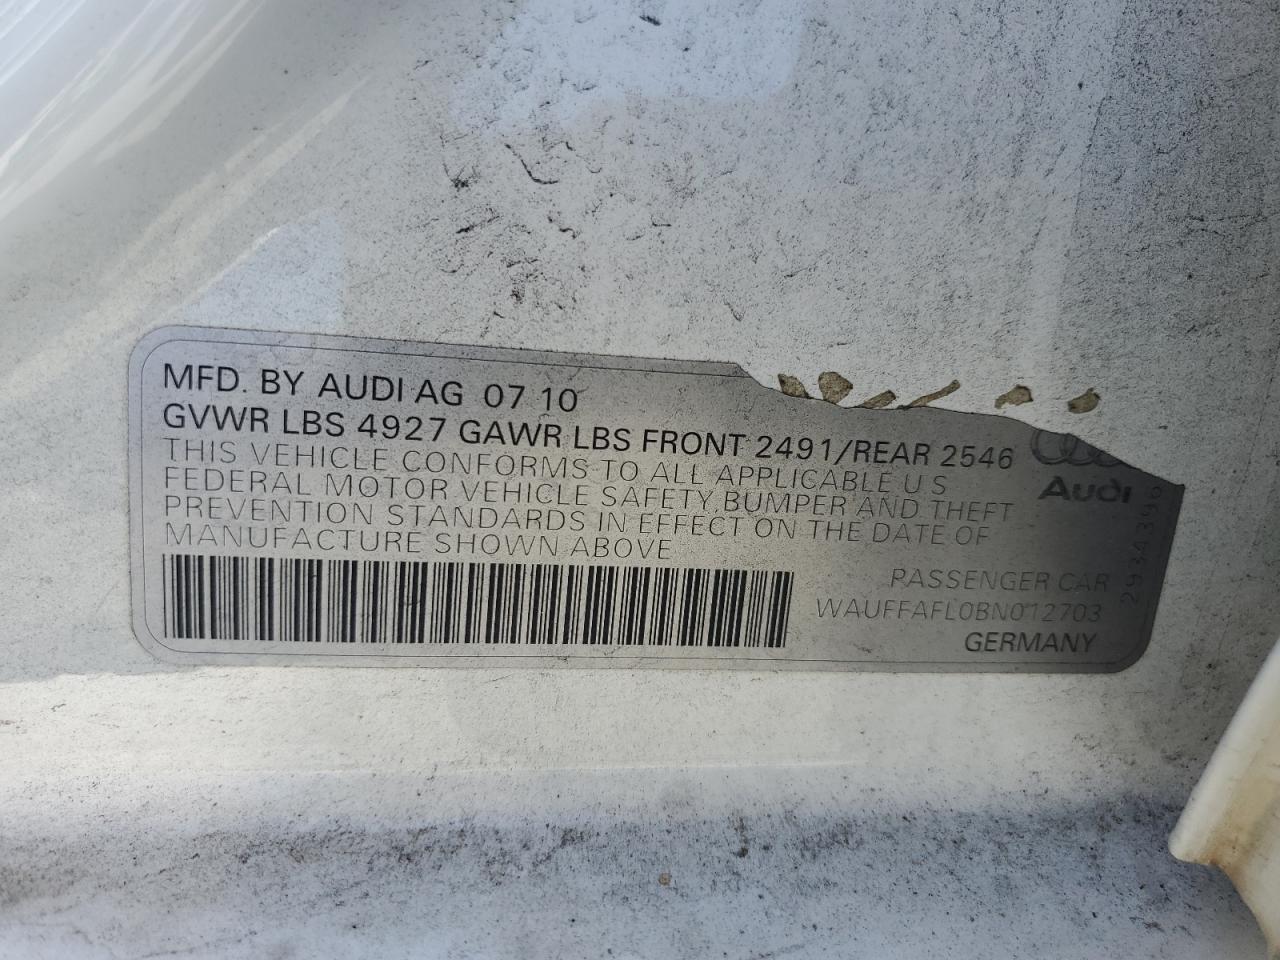 MFD. BY AUDI AG 07 10
GVWR LBS 4927 GAWR LBS FRONT 2491/REAR 2546
THIS VEHICLE CONFORMS TO ALL APPLICABLE U S
FEDERAL MOTOR VEHICLE SAFETY, BUMPER AND THEFT
PREVENTION STANDARDS IN EFFECT ON THE DATE OF
MANUFACTURE SHOWN ABOVE
Audi
PASSENGER CAR
WAUFFAFL0BN012703
GERMANY